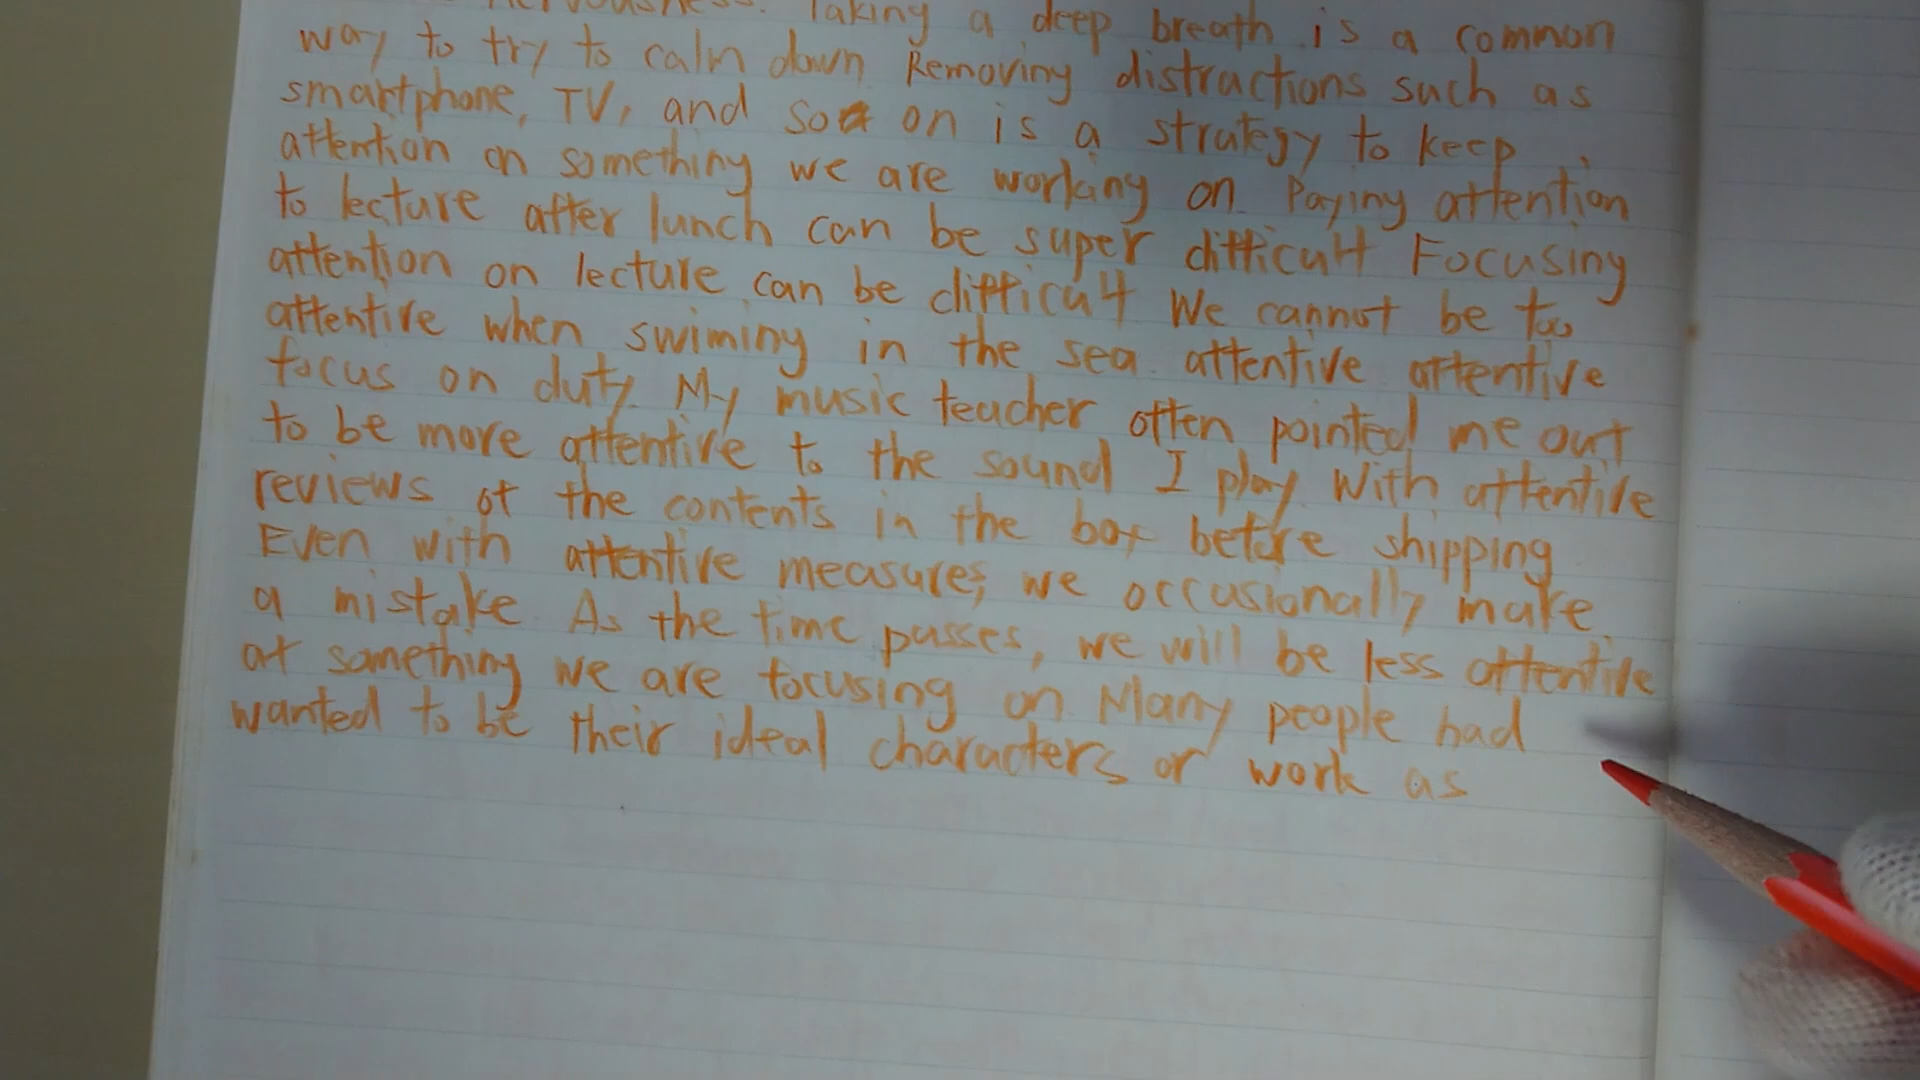 nervousness. Taking a deep breath is a common
way to try to calm down. Removing distractions such as
smartphone, TV, and so on is a strategy to keep
attention on something we are working on. Paying attention
to lecture after lunch can be super difficult Focusing
attention on lecture can be difficult We cannot be too
attentive when swiming in the sea. attentive attentive
focus on duty. My music teacher often pointed me out
to be more attentive to the sound I play. With attentive
reviews of the contents in the box before shipping
Even with attentive measures, we occasionally make
a mistake. As the time passes, we will be less attentive
at something we are focusing on. Many people had
wanted to be their ideal characters or work as